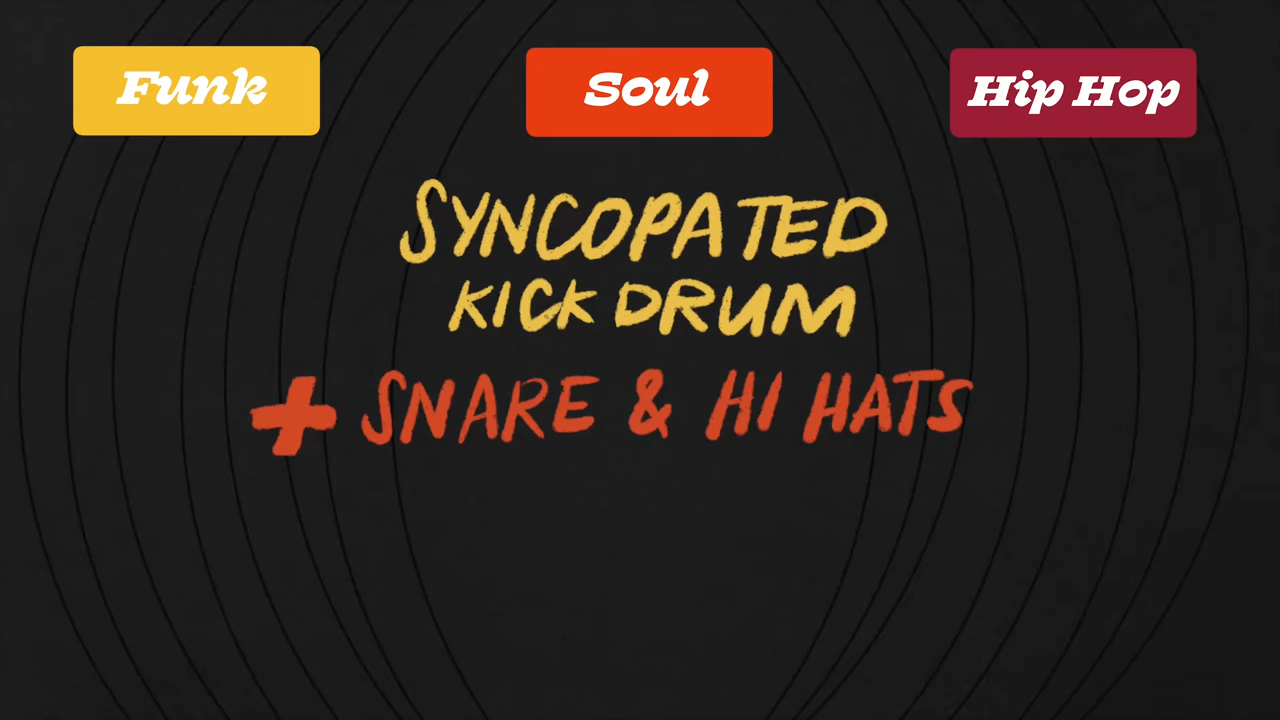 Funk
Soul
Hip Hop
SYNCOPATED
KICK DRUM
+ SNARE & HI HATS